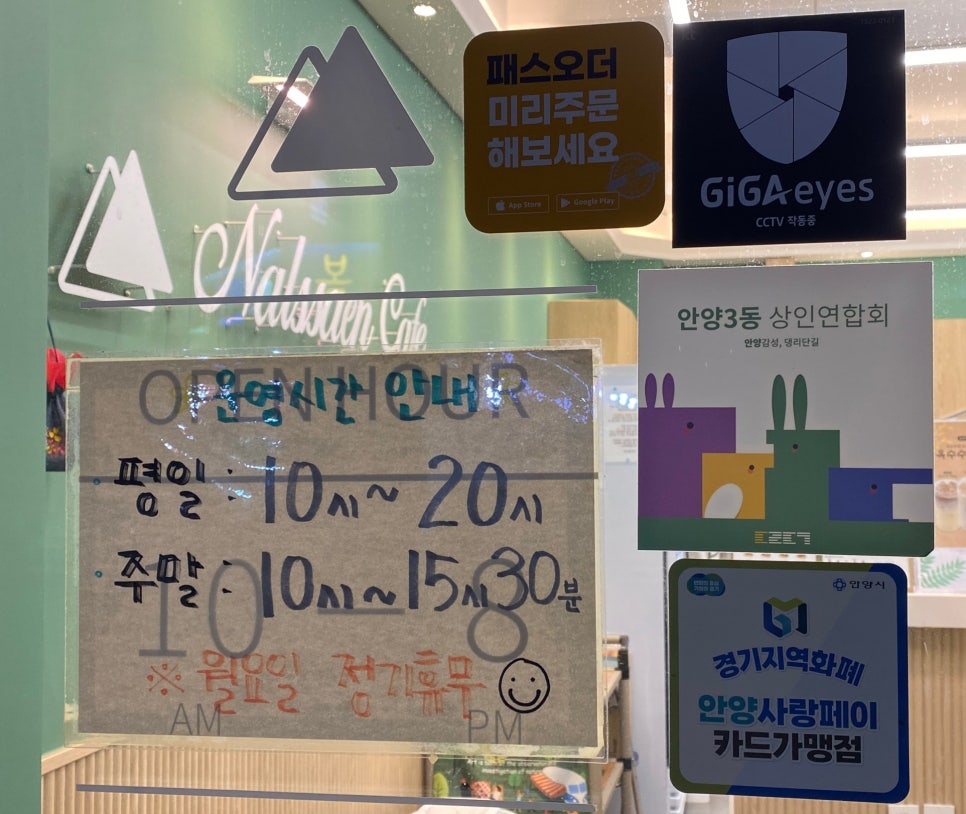 패스오더
미리주문
해보세요
App Store
Google Play
GiGA eyes
CCTV 작동중
Cafe
안양3동 상인연합회
안양감성, 댕리단길
OPEN HOUR
운영시간 안내
평일 : 10시 ~ 20시
주말 : 10시 ~ 15시 30분
10 — 8
※ 월요일 정기휴무
AM PM
안양시
경기지역화폐
안양사랑페이
카드가맹점